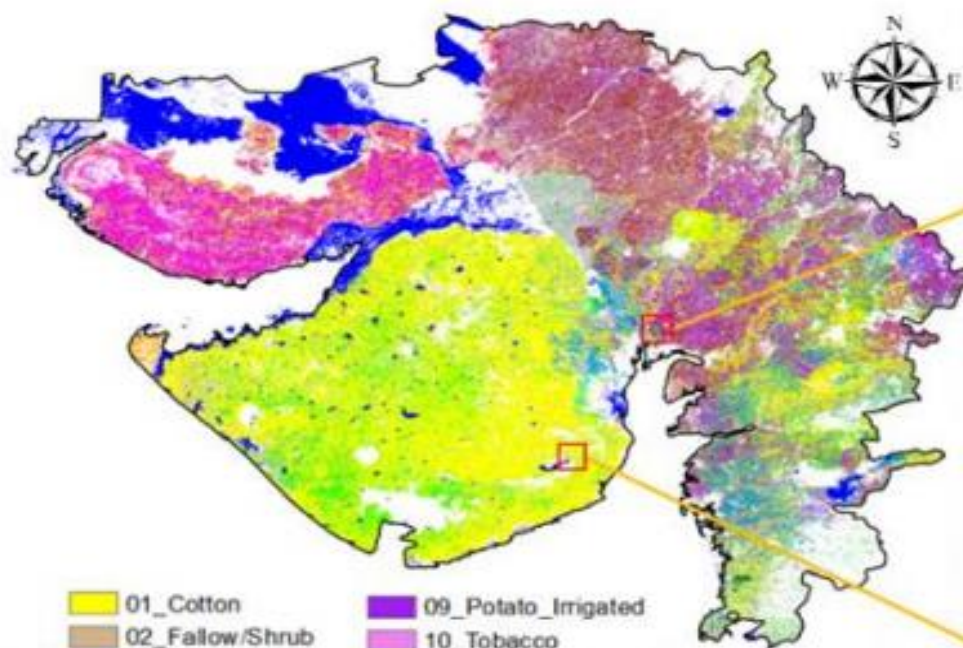 N
W E
S
01_Cotton
09_Potato_Irrigated
02_Fallow/Shrub
10_Tobacco